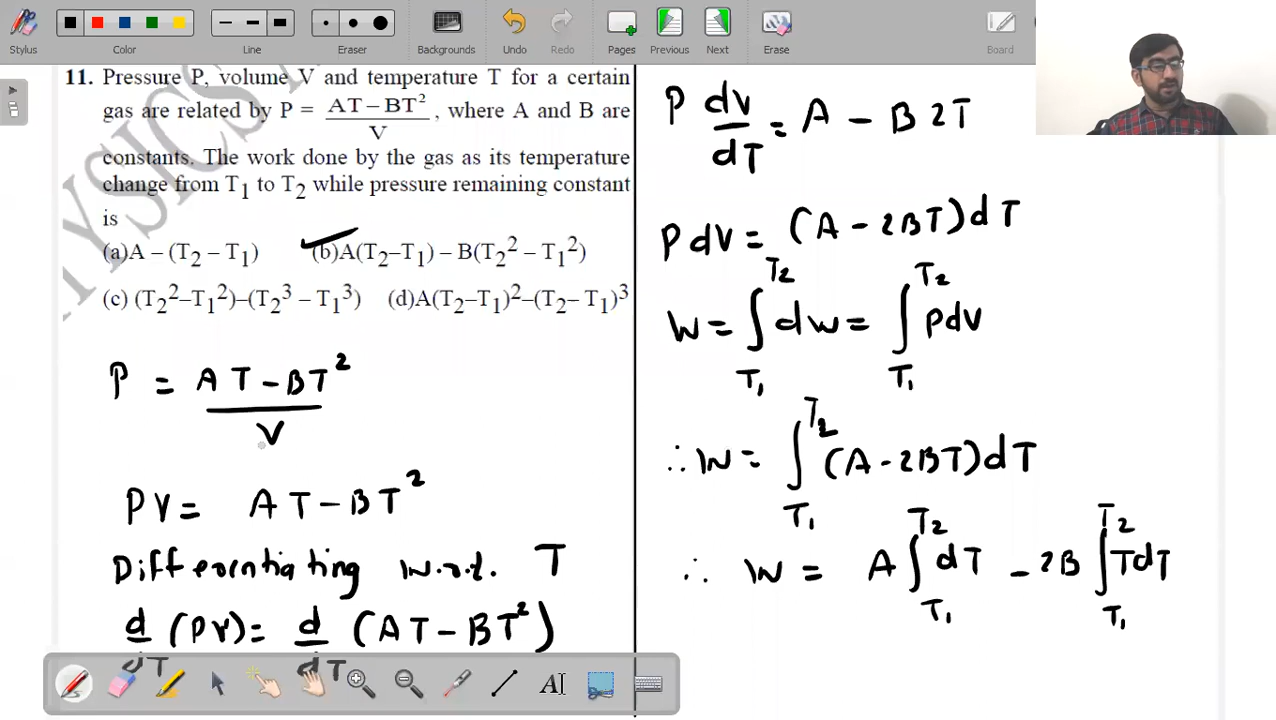 Stylus
Color
Line
Eraser
Backgrounds
Undo
Redo
Pages
Previous
Next
Erase
Board
11. Pressure P, volume V and temperature T for a certain
gas are related by P = (AT – BT²)/V, where A and B are
constants. The work done by the gas as its temperature
change from T₁ to T₂ while pressure remaining constant
is
(a)A – (T₂ – T₁) (b)A(T₂–T₁) – B(T₂² – T₁²)
(c) (T₂²–T₁²)–(T₂³ – T₁³) (d)A(T₂–T₁)²–(T₂– T₁)³
P = (AT – BT²)/V
PV = AT – BT²
Differentiating w.r.t. T
d/dT (PV) = d/dT (AT – BT²)
P dV/dT = A – B 2T
PdV = (A – 2BT)dT
W = ∫_{T₁}^{T₂} dW = ∫_{T₁}^{T₂} PdV
∴ W = ∫_{T₁}^{T₂} (A – 2BT)dT
∴ W = A ∫_{T₁}^{T₂} dT – 2B ∫_{T₁}^{T₂} TdT